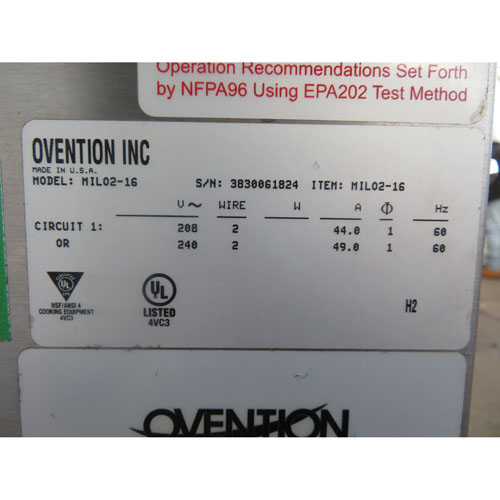 Operation Recommendations Set Forth
by NFPA96 Using EPA202 Test Method
OVENTION INC
MADE IN U.S.A.
MODEL: MILO2-16 S/N: 3830061824 ITEM: MILO2-16
V ~ WIRE W A Φ Hz
CIRCUIT 1: 208 2 44.0 1 60
OR 240 2 49.0 1 60
NSF/ANSI 4
COOKING EQUIPMENT
4VC3
UL
LISTED
4VC3
H2
OVENTION